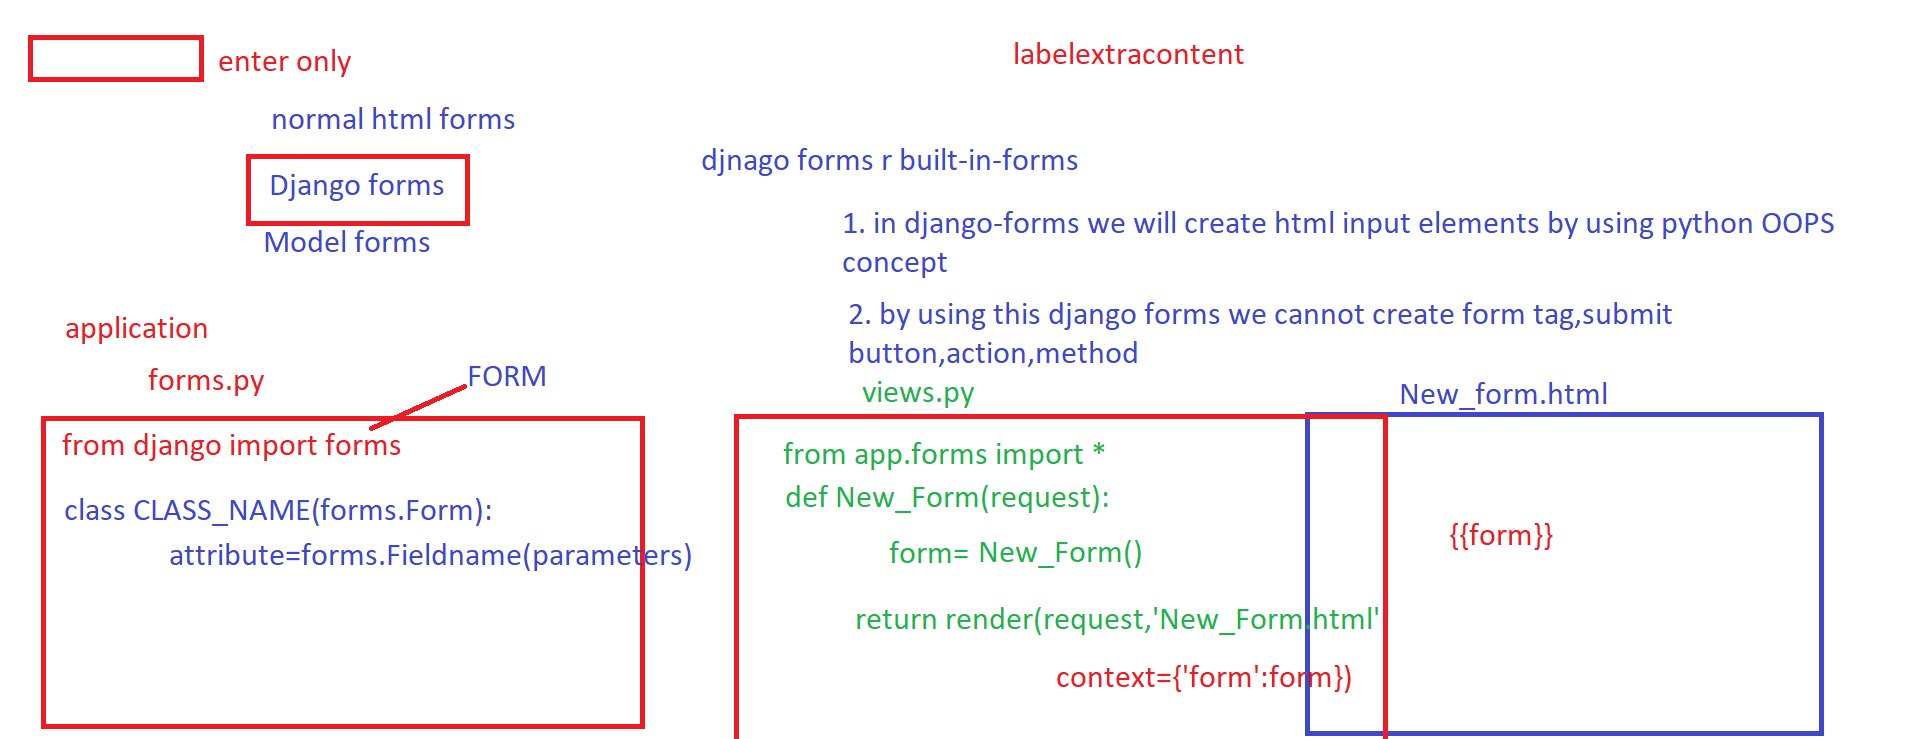 enter only
labelextracontent
normal html forms
Django forms
Model forms
djnago forms r built-in-forms
1. in django-forms we will create html input elements by using python OOPS
concept
2. by using this django forms we cannot create form tag,submit
button,action,method
application
forms.py
FORM
from django import forms
class CLASS_NAME(forms.Form):
attribute=forms.Fieldname(parameters)
views.py
from app.forms import *
def New_Form(request):
form= New_Form()
return render(request,'New_Form.html'
context={'form':form})
New_form.html
{{form}}